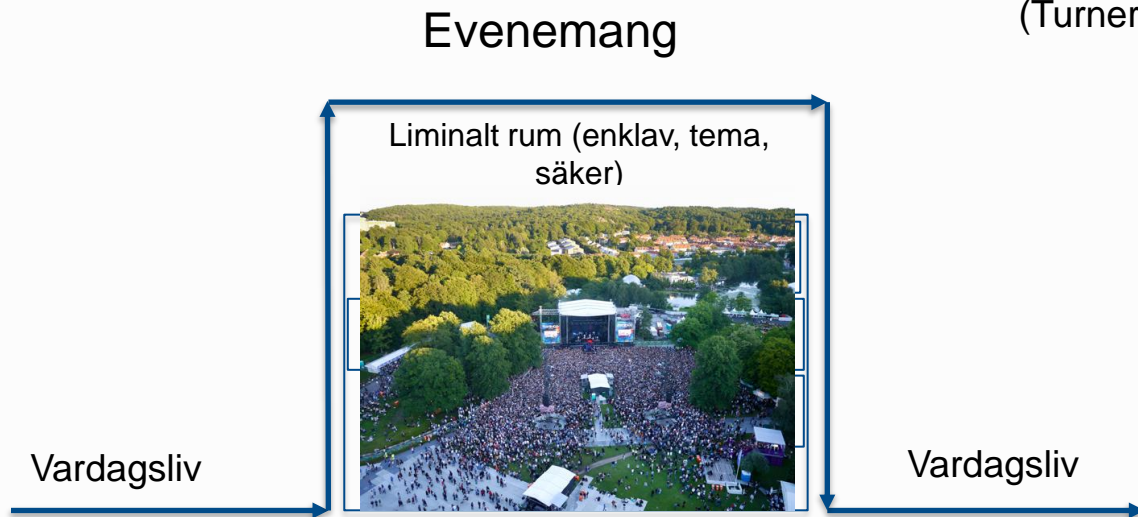 (Turner
Evenemang
Liminalt rum (enklav, tema,
säker)
Vardagsliv
Vardagsliv